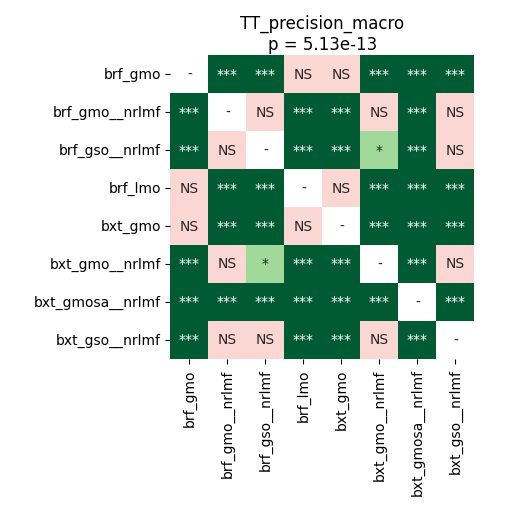 TT_precision_macro
p = 5.13e-13
brf_gmo - *** *** NS NS *** *** ***
brf_gmo__nrlmf *** - NS *** *** NS *** NS
brf_gso__nrlmf *** NS - *** *** * *** NS
brf_lmo NS *** *** - NS *** *** ***
bxt_gmo NS *** *** NS - *** *** ***
bxt_gmo__nrlmf *** NS * *** *** - *** NS
bxt_gmosa__nrlmf *** *** *** *** *** *** - ***
bxt_gso__nrlmf *** NS NS *** *** NS *** -
brf_gmo
brf_gmo__nrlmf
brf_gso__nrlmf
brf_lmo
bxt_gmo
bxt_gmo__nrlmf
bxt_gmosa__nrlmf
bxt_gso__nrlmf